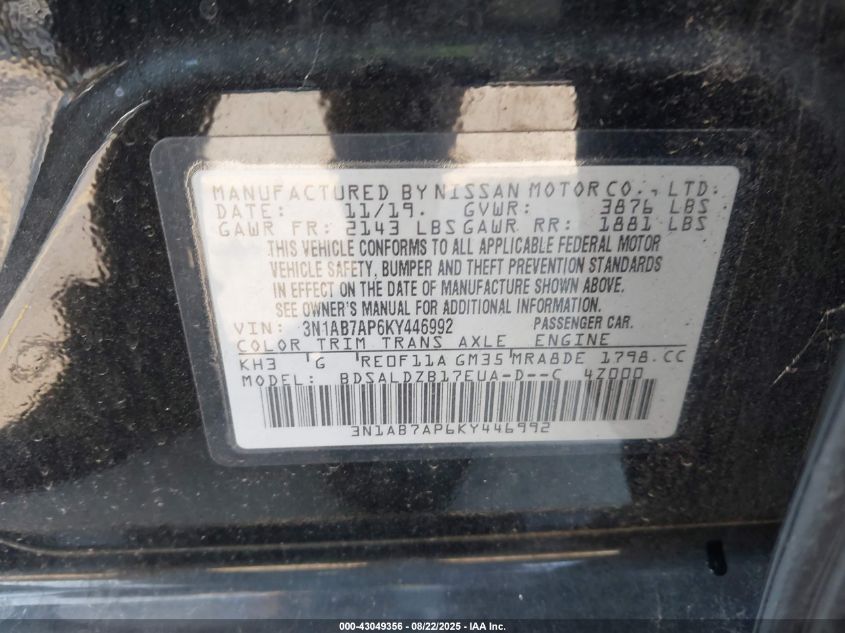 MANUFACTURED BY NISSAN MOTOR CO., LTD.
DATE: 11/19. GVWR: 3876 LBS
GAWR FR: 2143 LBS GAWR RR: 1881 LBS
THIS VEHICLE CONFORMS TO ALL APPLICABLE FEDERAL MOTOR
VEHICLE SAFETY, BUMPER AND THEFT PREVENTION STANDARDS
IN EFFECT ON THE DATE OF MANUFACTURE SHOWN ABOVE.
SEE OWNER'S MANUAL FOR ADDITIONAL INFORMATION.
VIN: 3N1AB7AP6KY446992 PASSENGER CAR.
COLOR TRIM TRANS AXLE ENGINE
KH3 G RE0F11A GM35 MRA8DE 1798.CC
MODEL: BDSALDZB17EUA-D--C 4Z000
3N1AB7AP6KY446992
000-43049356 - 08/22/2025 - IAA Inc.